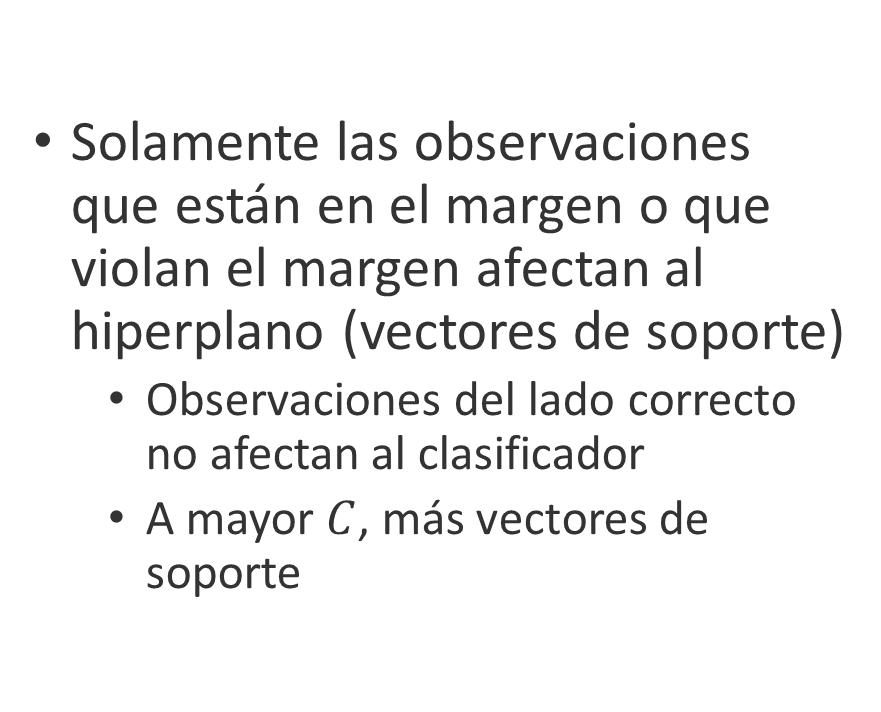 • Solamente las observaciones
que están en el margen o que
violan el margen afectan al
hiperplano (vectores de soporte)
• Observaciones del lado correcto
no afectan al clasificador
• A mayor 𝐶, más vectores de
soporte